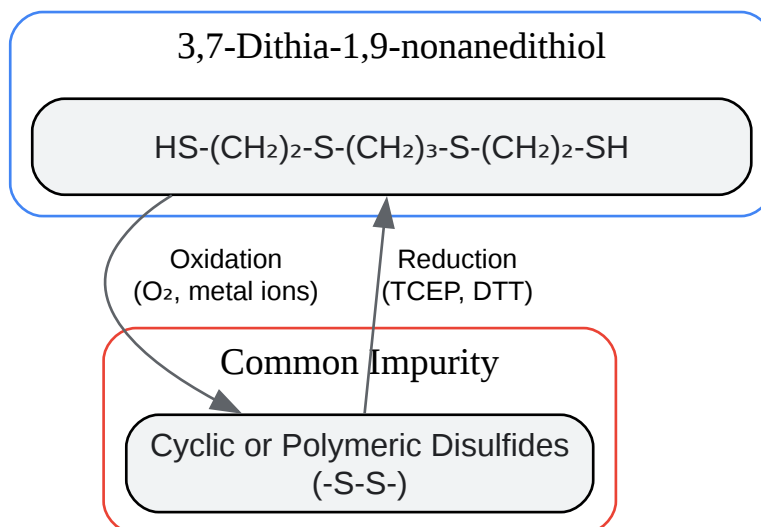 3,7-Dithia-1,9-nonanedithiol
HS-(CH₂)₂-S-(CH₂)₃-S-(CH₂)₂-SH
Oxidation
(O₂, metal ions)
Reduction
(TCEP, DTT)
Common Impurity
Cyclic or Polymeric Disulfides
(-S-S-)